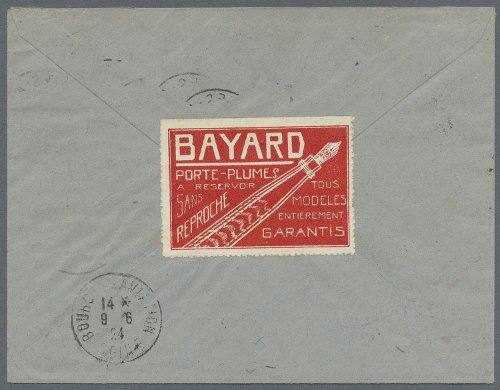 BAYARD
PORTE-PLUMES
A RESERVOIR
SANS
REPROCHE
TOUS
MODELES
ENTIEREMENT
GARANTIS
14
9 6
24